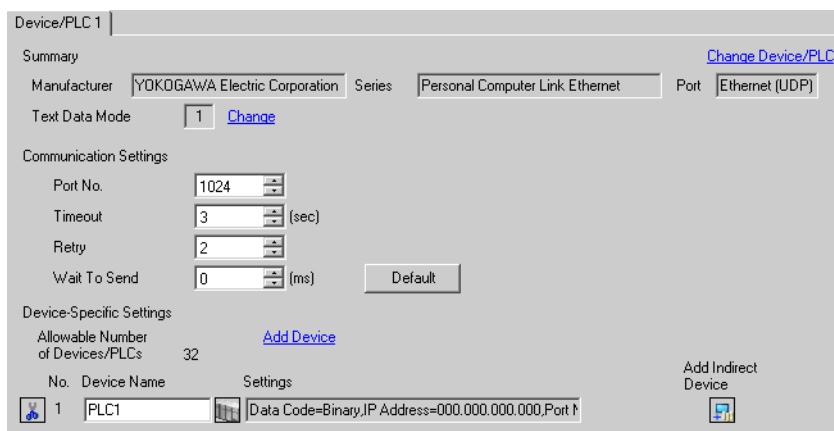 Device/PLC 1
Summary Change Device/PLC
Manufacturer YOKOGAWA Electric Corporation Series Personal Computer Link Ethernet Port Ethernet (UDP)
Text Data Mode 1 Change
Communication Settings
Port No. 1024
Timeout 3 (sec)
Retry 2
Wait To Send 0 (ms) Default
Device-Specific Settings
Allowable Number Add Device
of Devices/PLCs 32
Add Indirect
No. Device Name Settings Device
1 PLC1 Data Code=Binary,IP Address=000.000.000.000,Port